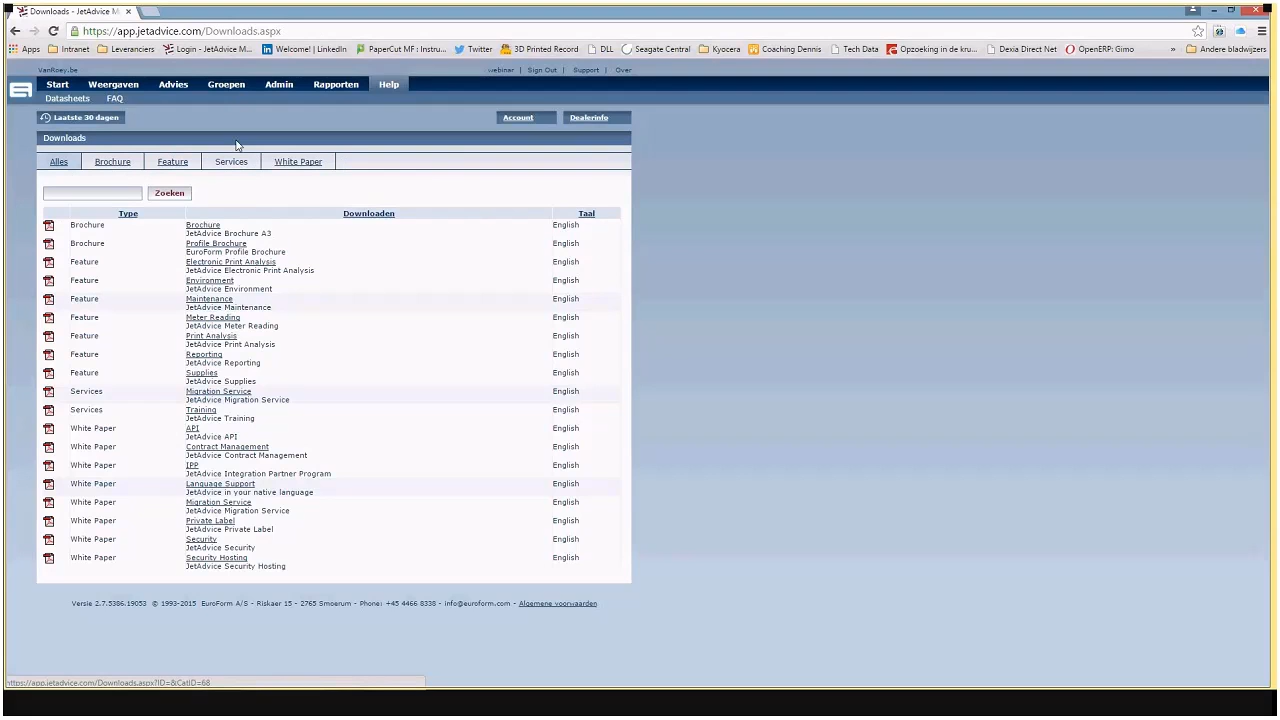 Downloads - JetAdvice M
https://app.jetadvice.com/Downloads.aspx
Apps Intranet Leveranciers Login - JetAdvice M... Welcome! | LinkedIn PaperCut MF : Instru... Twitter 3D Printed Record DLL Seagate Central Kyocera Coaching Dennis Tech Data Opzoeking in de kru... Dexia Direct Net OpenERP: Gimo » Andere bladwijzers
VanRoey.be webinar | Sign Out | Support | Over
Start Weergaven Advies Groepen Admin Rapporten Help
Datasheets FAQ
Laatste 30 dagen Account Dealerinfo
Downloads
Alles Brochure Feature Services White Paper
Zoeken
Type Downloaden Taal
Brochure Brochure English
JetAdvice Brochure A3
Brochure Profile Brochure English
EuroForm Profile Brochure
Feature Electronic Print Analysis English
JetAdvice Electronic Print Analysis
Feature Environment English
JetAdvice Environment
Feature Maintenance English
JetAdvice Maintenance
Feature Meter Reading English
JetAdvice Meter Reading
Feature Print Analysis English
JetAdvice Print Analysis
Feature Reporting English
JetAdvice Reporting
Feature Supplies English
JetAdvice Supplies
Services Migration Service English
JetAdvice Migration Service
Services Training English
JetAdvice Training
White Paper API English
JetAdvice API
White Paper Contract Management English
JetAdvice Contract Management
White Paper IPP English
JetAdvice Integration Partner Program
White Paper Language Support English
JetAdvice in your native language
White Paper Migration Service English
JetAdvice Migration Service
White Paper Private Label English
JetAdvice Private Label
White Paper Security English
JetAdvice Security
White Paper Security Hosting English
JetAdvice Security Hosting
Versie 2.7.5386.19053 © 1993-2015 EuroForm A/S - Riskaer 15 - 2765 Smoerum - Phone: +45 4466 8338 - info@euroform.com - Algemene voorwaarden
https://app.jetadvice.com/Downloads.aspx?ID=&CatID=68